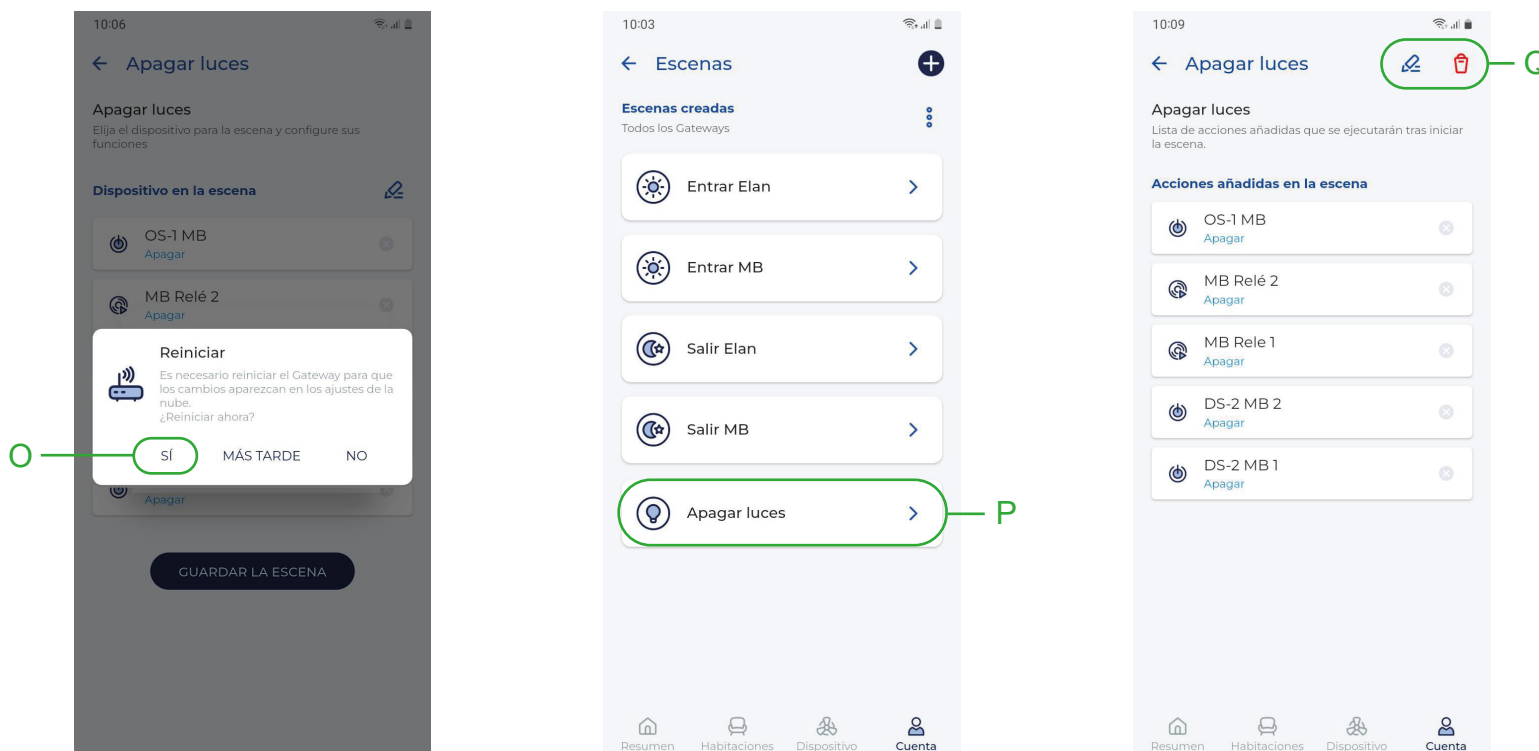 10:06
Apagar luces
Apagar luces
Elija el dispositivo para la escena y configure sus
funciones
Dispositivo en la escena
OS-1 MB
Apagar
MB Relé 2
Apagar
Reiniciar
Es necesario reiniciar el Gateway para que
los cambios aparezcan en los ajustes de la
nube.
¿Reiniciar ahora?
O
SÍ MÁS TARDE NO
Apagar
GUARDAR LA ESCENA
10:03
Escenas
Escenas creadas
Todos los Gateways
Entrar Elan
Entrar MB
Salir Elan
Salir MB
Apagar luces
P
Resumen Habitaciones Dispositivo Cuenta
10:09
Apagar luces
Q
Apagar luces
Lista de acciones añadidas que se ejecutarán tras iniciar
la escena.
Acciones añadidas en la escena
OS-1 MB
Apagar
MB Relé 2
Apagar
MB Rele 1
Apagar
DS-2 MB 2
Apagar
DS-2 MB 1
Apagar
Resumen Habitaciones Dispositivo Cuenta